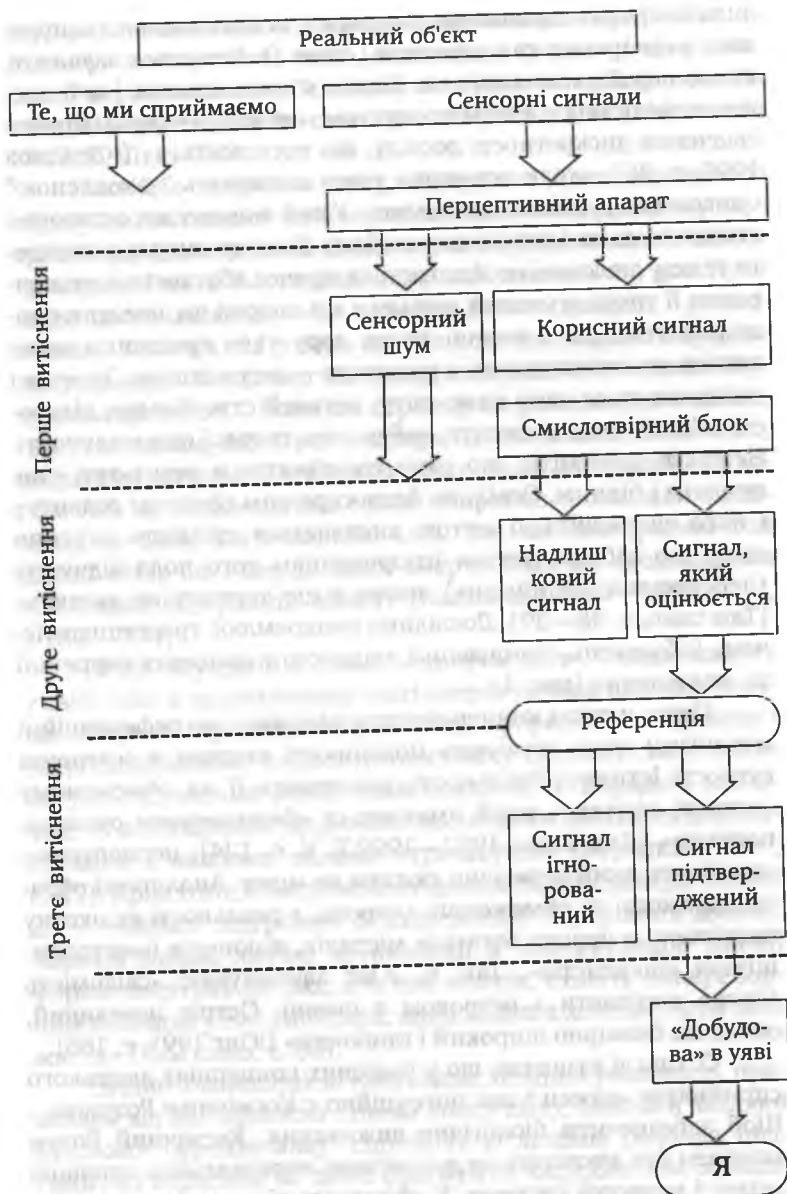 Реальний об'єкт
Те, що ми сприймаємо
Сенсорні сигнали
Перцептивний апарат
Перше витіснення
Сенсорний
шум
Корисний сигнал
Смислотвірний блок
Друге витіснення
Надлиш
ковий
сигнал
Сигнал,
який
оцінюється
Референція
Третє витіснення
Сигнал
ігно-
рова-
ний
Сигнал
підтвер-
джений
«Добудо-
ва» в уяві
Я